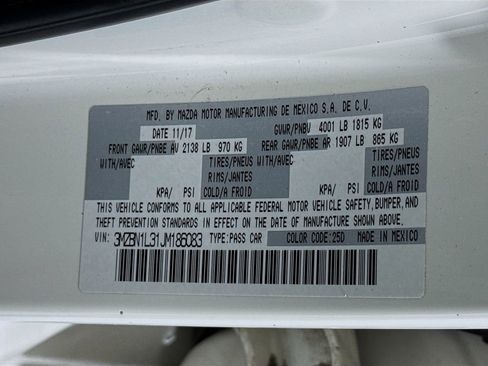 MFD. BY MAZDA MOTOR MANUFACTURING DE MEXICO S.A. DE C.V.
DATE 11/17 GVWR/PNBV 4001 LB 1815 KG
FRONT GAWR/PNBE AV 2138 LB 970 KG REAR GAWR/PNBE AR 1907 LB 865 KG
WITH/AVEC TIRES/PNEUS WITH/AVEC TIRES/PNEUS
RIMS/JANTES RIMS/JANTES
KPA/ PSI COLD/A FROID KPA/ PSI COLD/A FROID
THIS VEHICLE CONFORMS TO ALL APPLICABLE FEDERAL MOTOR VEHICLE SAFETY, BUMPER, AND
THEFT PREVENTION STANDARDS IN EFFECT ON THE DATE OF MANUFACTURE SHOWN ABOVE.
VIN: 3MZBN1L31JM186083 TYPE: PASS CAR COLOR CODE: 25D MADE IN MEXICO